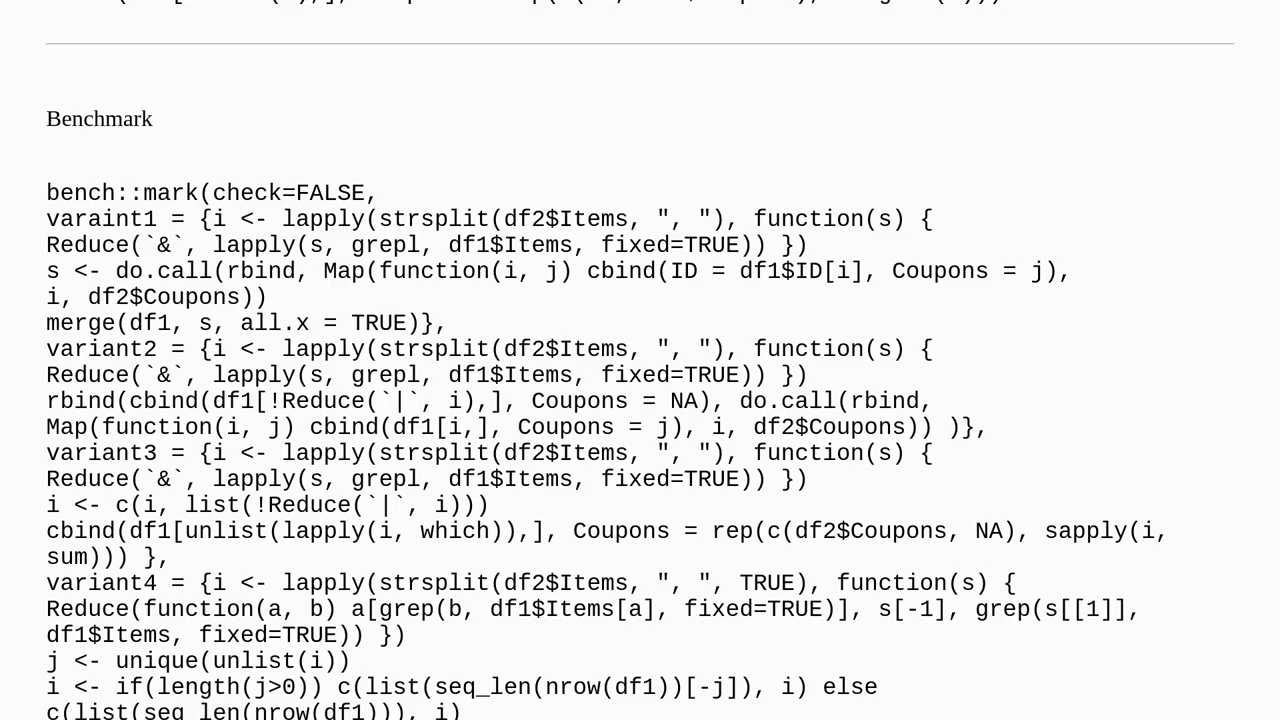 Benchmark
bench::mark(check=FALSE,
varaint1 = {i <- lapply(strsplit(df2$Items, ", "), function(s) {
Reduce(`&`, lapply(s, grepl, df1$Items, fixed=TRUE)) })
s <- do.call(rbind, Map(function(i, j) cbind(ID = df1$ID[i], Coupons = j),
i, df2$Coupons))
merge(df1, s, all.x = TRUE)},
variant2 = {i <- lapply(strsplit(df2$Items, ", "), function(s) {
Reduce(`&`, lapply(s, grepl, df1$Items, fixed=TRUE)) })
rbind(cbind(df1[!Reduce(`|`, i),], Coupons = NA), do.call(rbind,
Map(function(i, j) cbind(df1[i,], Coupons = j), i, df2$Coupons)) )},
variant3 = {i <- lapply(strsplit(df2$Items, ", "), function(s) {
Reduce(`&`, lapply(s, grepl, df1$Items, fixed=TRUE)) })
i <- c(i, list(!Reduce(`|`, i)))
cbind(df1[unlist(lapply(i, which)),], Coupons = rep(c(df2$Coupons, NA), sapply(i,
sum))) },
variant4 = {i <- lapply(strsplit(df2$Items, ", ", TRUE), function(s) {
Reduce(function(a, b) a[grep(b, df1$Items[a], fixed=TRUE)], s[-1], grep(s[[1]],
df1$Items, fixed=TRUE)) })
j <- unique(unlist(i))
i <- if(length(j>0)) c(list(seq_len(nrow(df1))[-j]), i) else
c(list(seq_len(nrow(df1))), i)